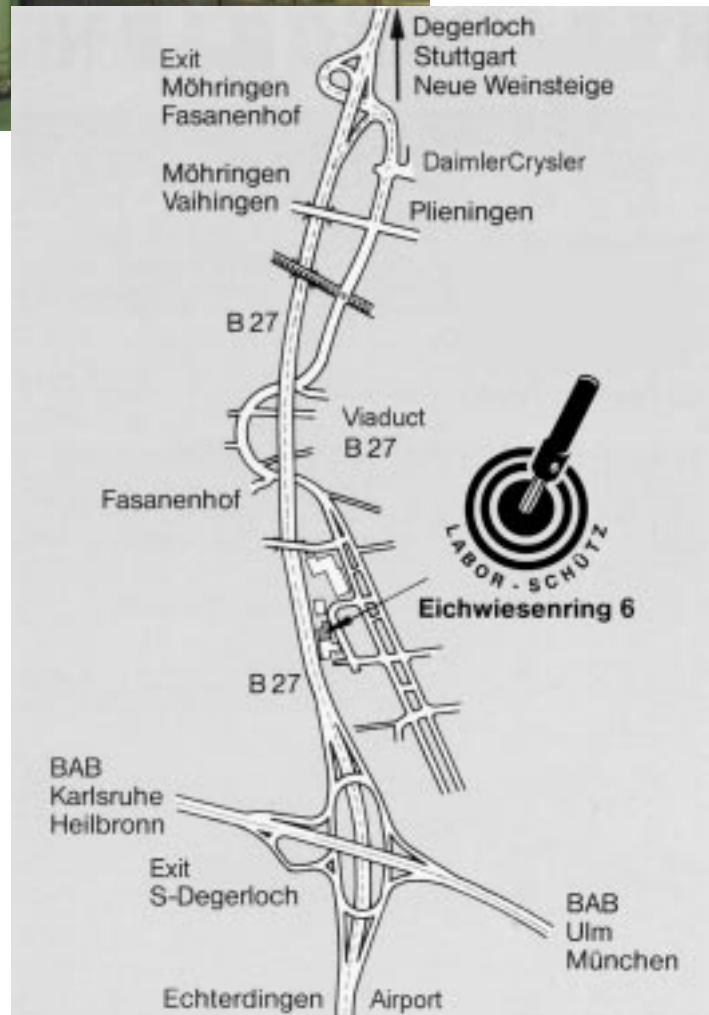 Degerloch
Stuttgart
Neue Weinsteige
Exit
Möhringen
Fasanenhof
DaimlerCrysler
Möhringen
Vaihingen
Plieningen
B 27
Viaduct
B 27
Fasanenhof
LABOR - SCHÜTZ
Eichwiesenring 6
B 27
BAB
Karlsruhe
Heilbronn
Exit
S-Degerloch
BAB
Ulm
München
Echterdingen
Airport